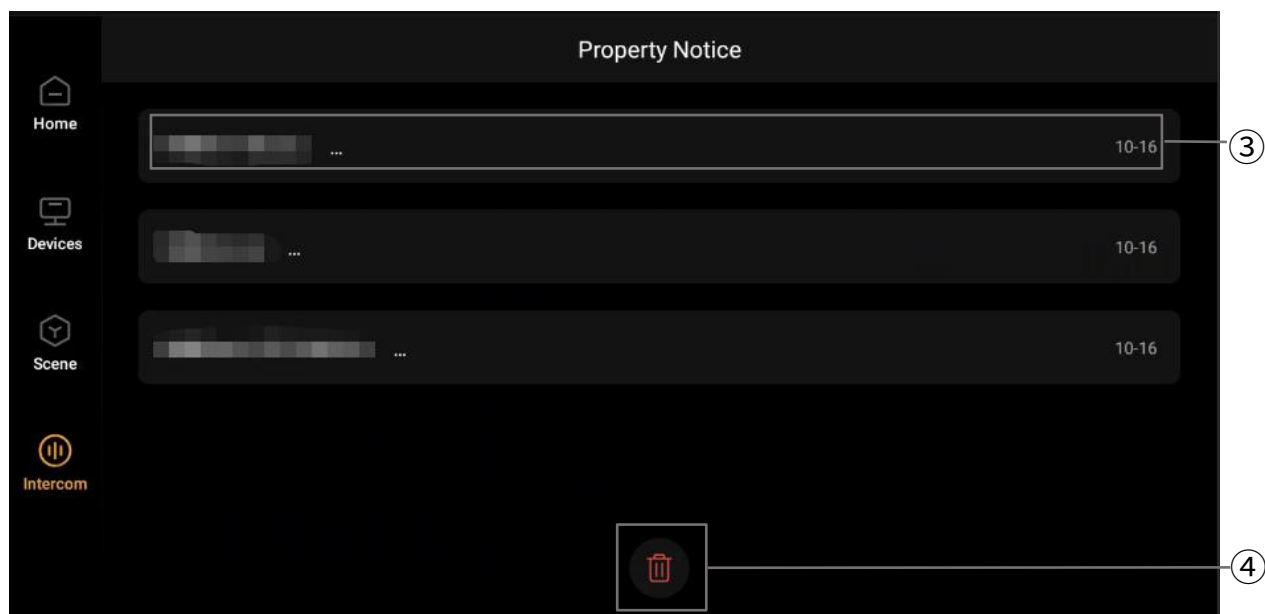 Property Notice
Home
... 10-16
③
Devices
... 10-16
Scene
... 10-16
Intercom
④